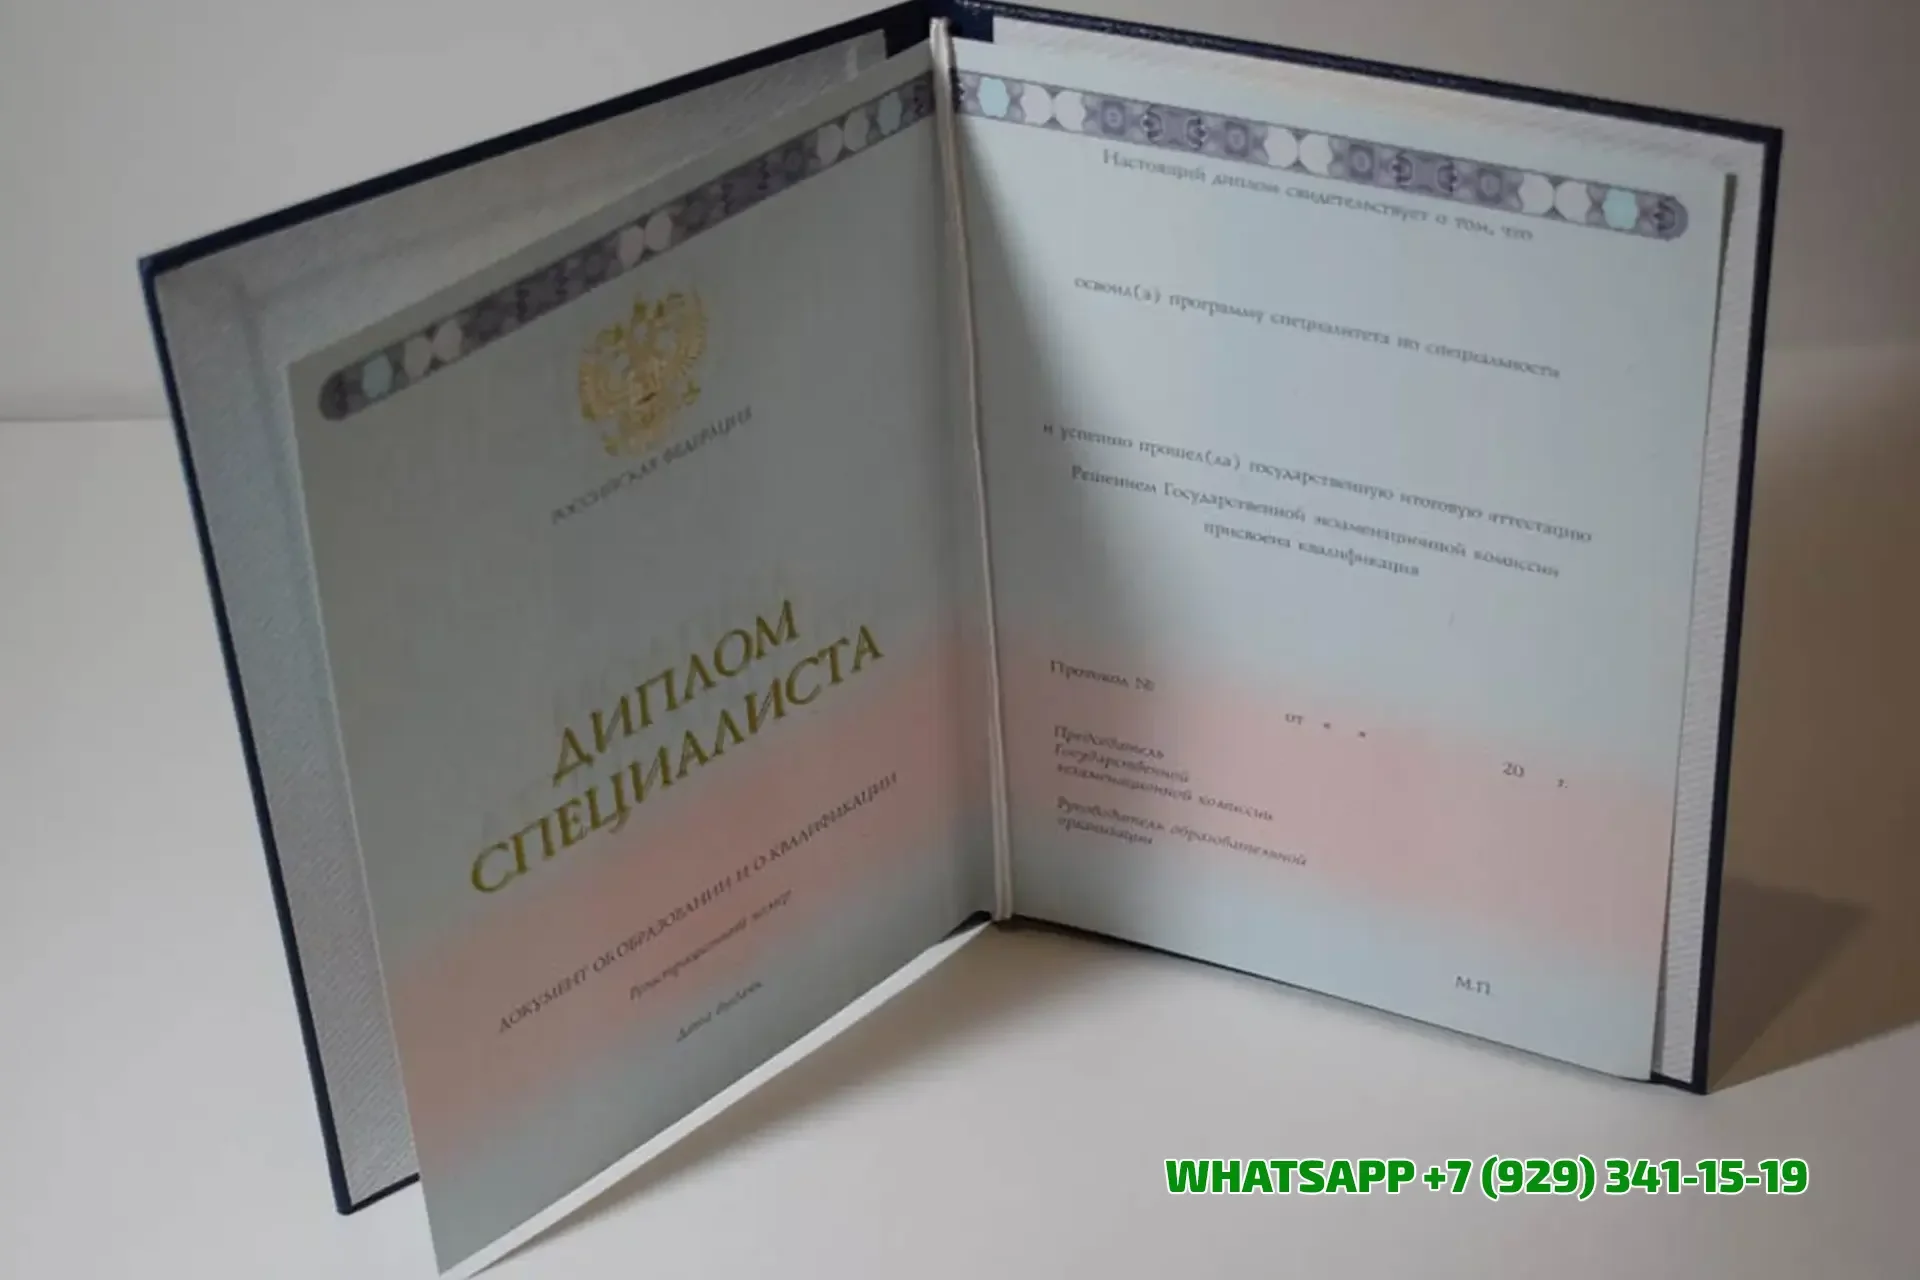 РОССИЙСКАЯ ФЕДЕРАЦИЯ
ДИПЛОМ
СПЕЦИАЛИСТА
ДОКУМЕНТ ОБ ОБРАЗОВАНИИ И О КВАЛИФИКАЦИИ
Регистрационный номер
Дата выдачи
Настоящий диплом свидетельствует о том, что
освоил(а) программу специалитета по специальности
и успешно прошел(ла) государственную итоговую аттестацию
Решением Государственной экзаменационной комиссии
присвоена квалификация
Протокол №
от « » 20 г.
Председатель
Государственной
экзаменационной комиссии
Руководитель образовательной
организации
М.П.
WHATSAPP +7 (929) 341-15-19